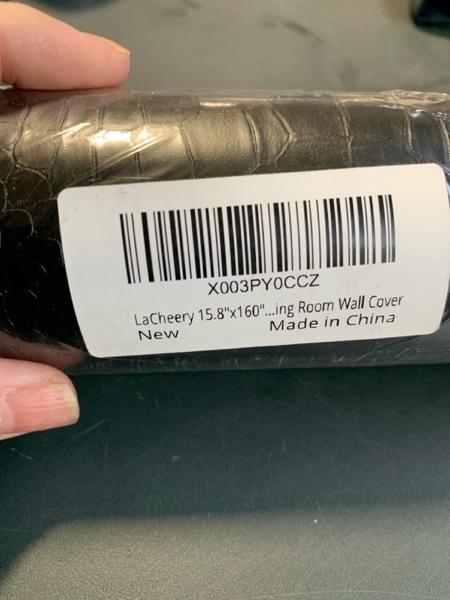 X003PY0CCZ
LaCheery 15.8"x160"...ing Room Wall Cover
New
Made in China